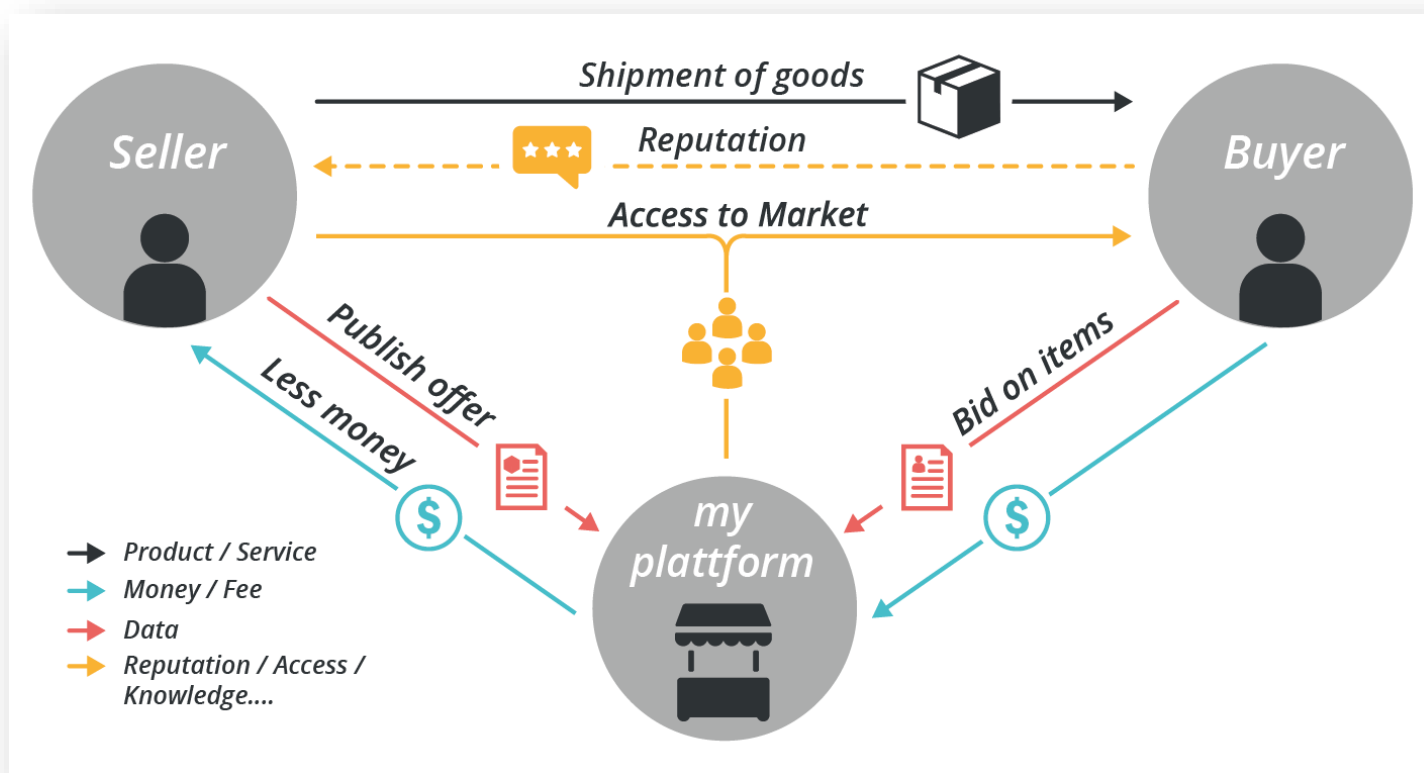 Shipment of goods
Seller
Reputation
Buyer
Access to Market
Publish offer
Less money
Bid on items
$
$
my
plattform
Product / Service
Money / Fee
Data
Reputation / Access /
Knowledge....